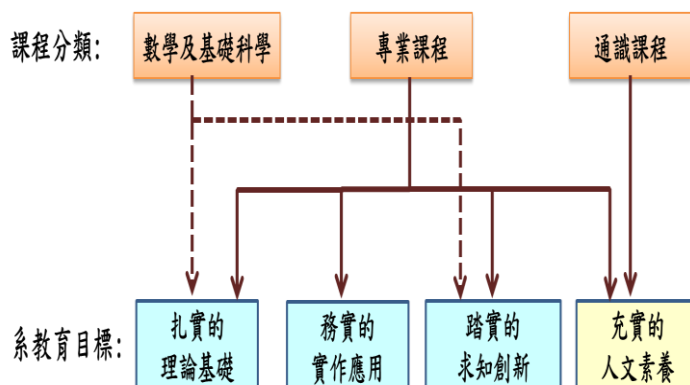 課程分類:
數學及基礎科學
專業課程
通識課程
系教育目標:
扎實的
理論基礎
務實的
實作應用
踏實的
求知創新
充實的
人文素養